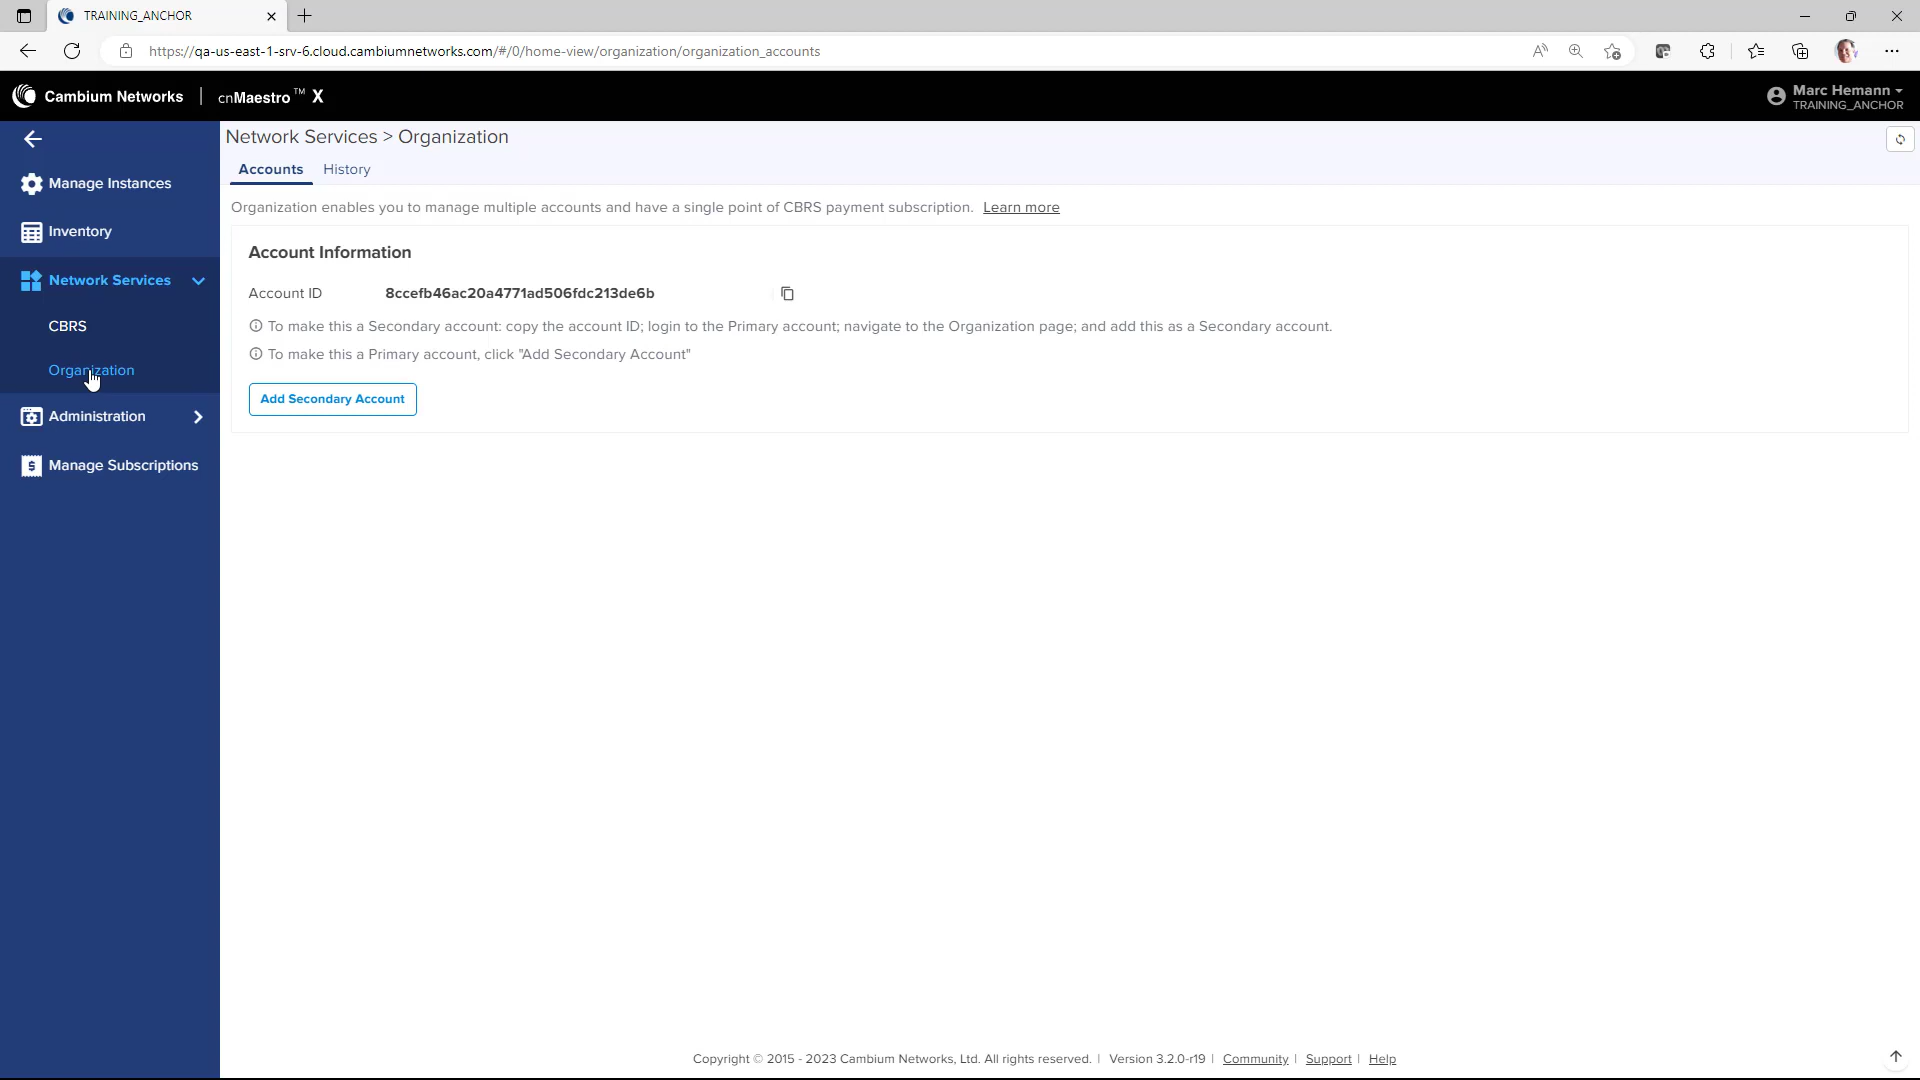 TRAINING_ANCHOR
https://qa-us-east-1-srv-6.cloud.cambiumnetworks.com/#/0/home-view/organization/organization_accounts
Cambium Networks | cnMaestro™ X
Marc Hemann
TRAINING_ANCHOR
Manage Instances
Inventory
Network Services
CBRS
Organization
Administration
Manage Subscriptions
Network Services > Organization
Accounts History
Organization enables you to manage multiple accounts and have a single point of CBRS payment subscription. Learn more
Account Information
Account ID 8ccefb46ac20a4771ad506fdc213de6b
To make this a Secondary account: copy the account ID; login to the Primary account; navigate to the Organization page; and add this as a Secondary account.
To make this a Primary account, click "Add Secondary Account"
Add Secondary Account
Copyright © 2015 - 2023 Cambium Networks, Ltd. All rights reserved. | Version 3.2.0-r19 | Community | Support | Help